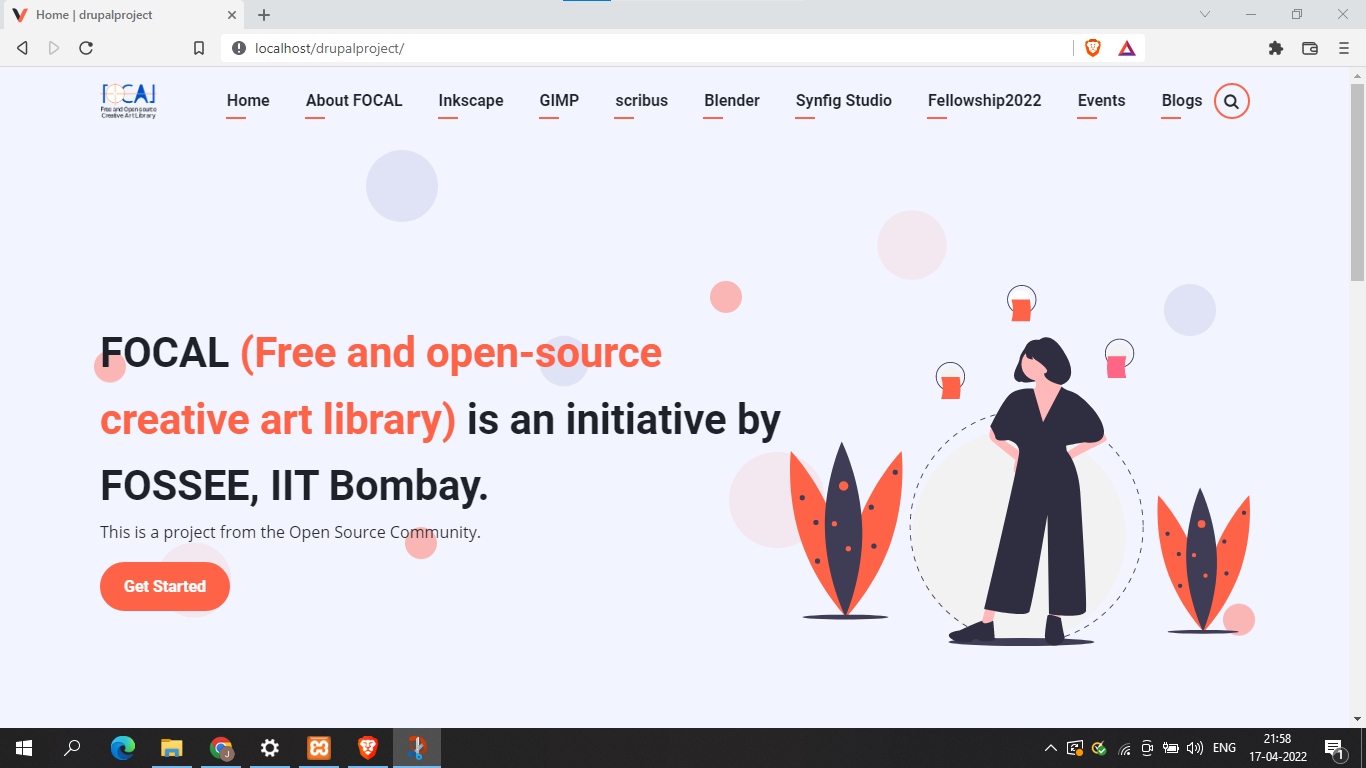 Home | drupalproject
localhost/drupalproject/
FOCAL
Free and Open source
Creative Art Library
Home
About FOCAL
Inkscape
GIMP
scribus
Blender
Synfig Studio
Fellowship2022
Events
Blogs
FOCAL (Free and open-source
creative art library) is an initiative by
FOSSEE, IIT Bombay.
This is a project from the Open Source Community.
Get Started
J
ENG
21:58
17-04-2022
1